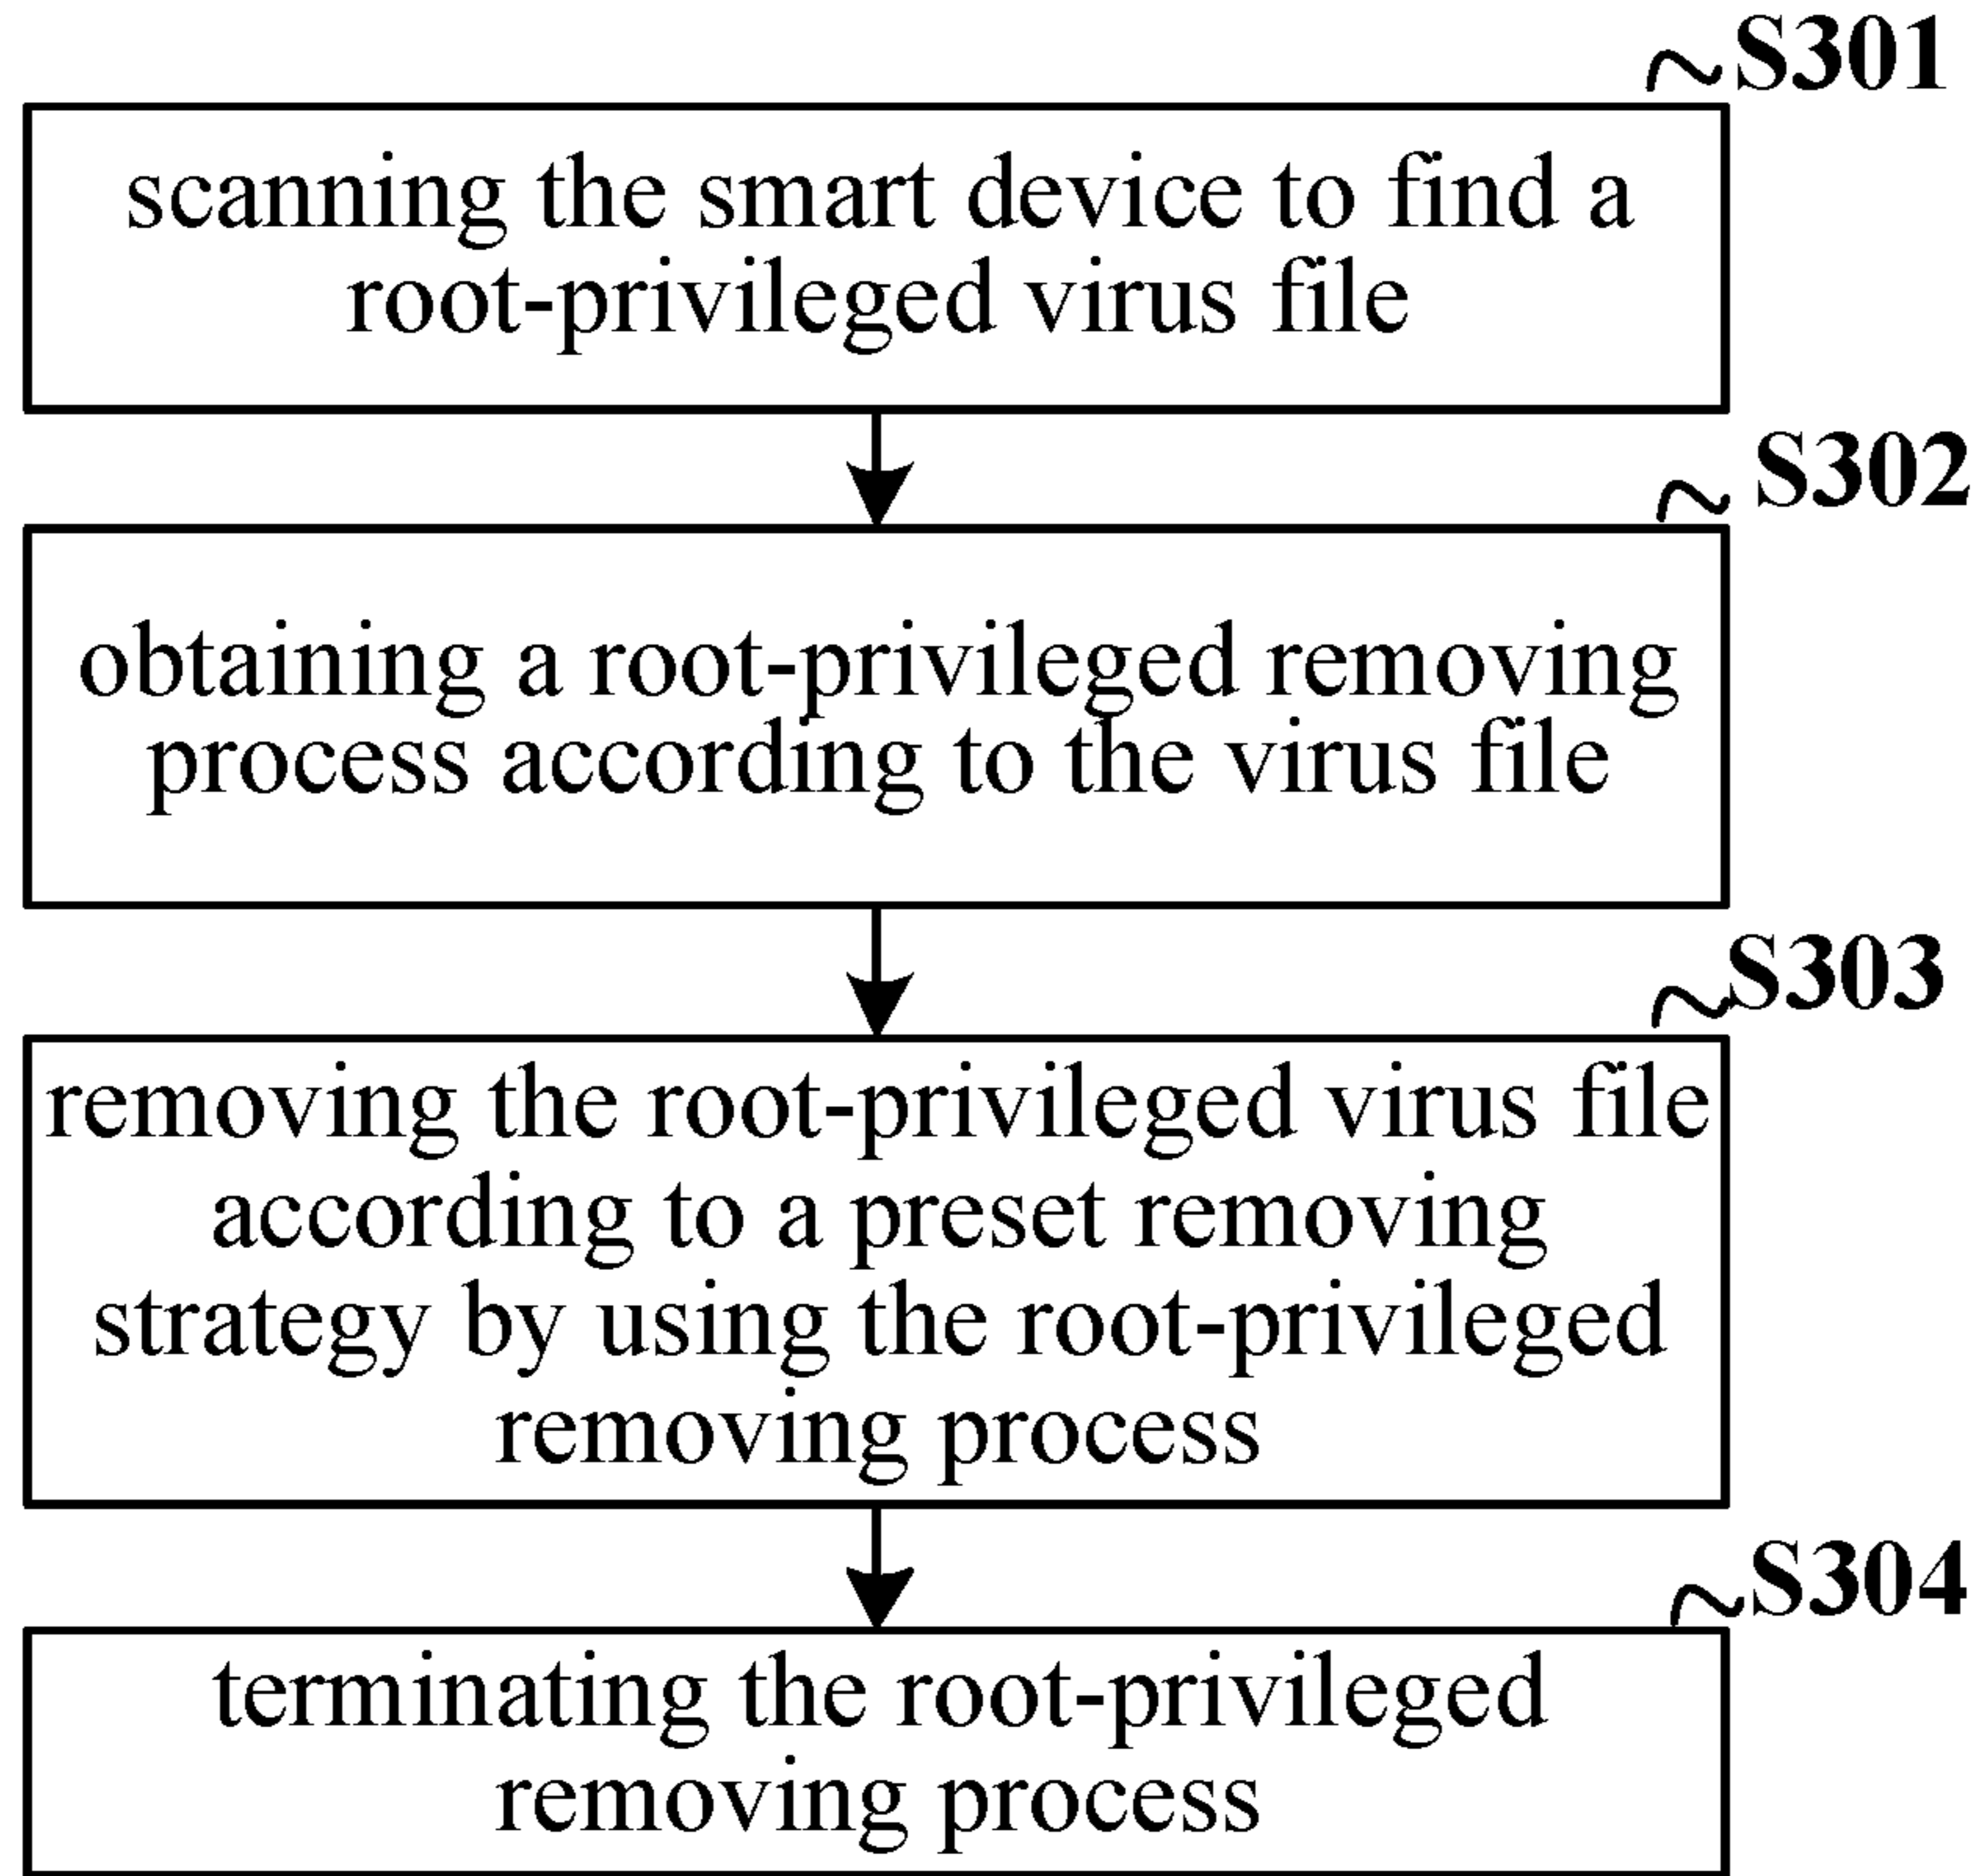 S301
scanning the smart device to find a
root-privileged virus file
S302
obtaining a root-privileged removing
process according to the virus file
S303
removing the root-privileged virus file
according to a preset removing
strategy by using the root-privileged
removing process
S304
terminating the root-privileged
removing process